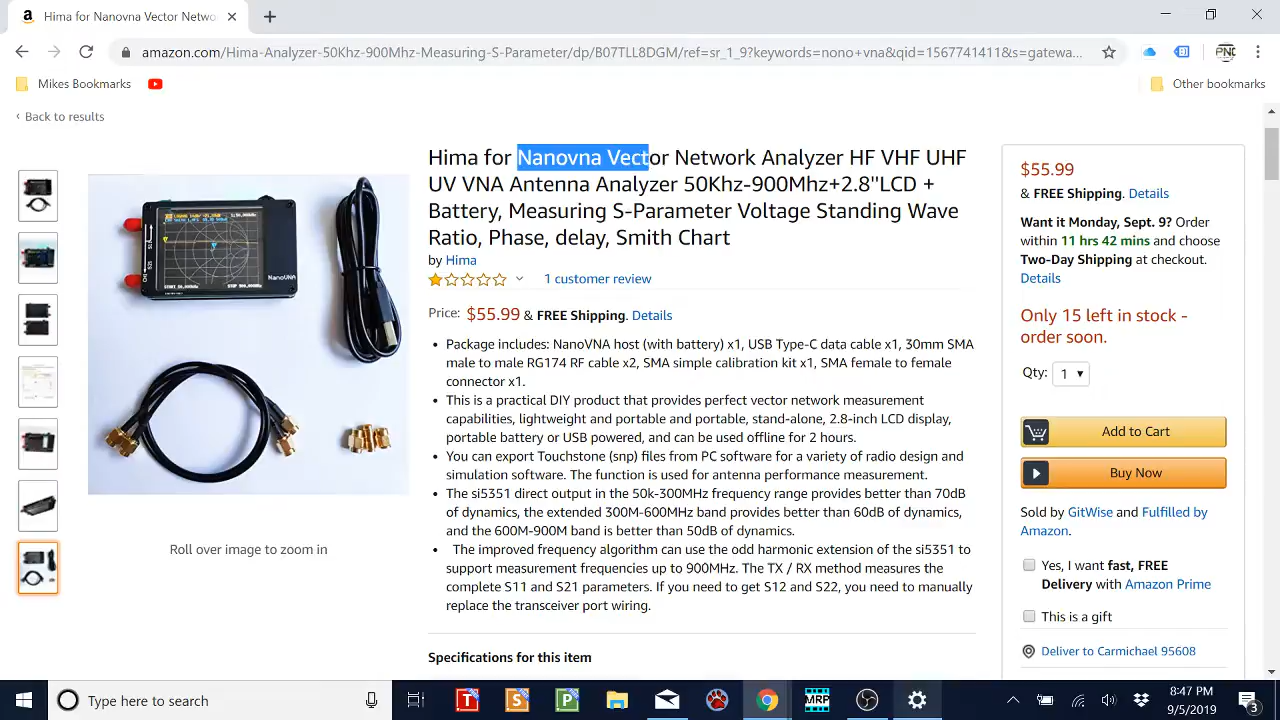 Hima for Nanovna Vector Netwo
amazon.com/Hima-Analyzer-50Khz-900Mhz-Measuring-S-Parameter/dp/B07TLL8DGM/ref=sr_1_9?keywords=nono+vna&qid=1567741411&s=gatewa...
Mikes Bookmarks
Other bookmarks
‹ Back to results
NanoVNA
Roll over image to zoom in
Hima for Nanovna Vector Network Analyzer HF VHF UHF
UV VNA Antenna Analyzer 50Khz-900Mhz+2.8"LCD +
Battery, Measuring S-Parameter Voltage Standing Wave
Ratio, Phase, delay, Smith Chart
by Hima
1 customer review
Price: $55.99 & FREE Shipping. Details
• Package includes: NanoVNA host (with battery) x1, USB Type-C data cable x1, 30mm SMA
male to male RG174 RF cable x2, SMA simple calibration kit x1, SMA female to female
connector x1.
• This is a practical DIY product that provides perfect vector network measurement
capabilities, lightweight and portable and portable, stand-alone, 2.8-inch LCD display,
portable battery or USB powered, and can be used offline for 2 hours.
• You can export Touchstone (snp) files from PC software for a variety of radio design and
simulation software. The function is used for antenna performance measurement.
• The si5351 direct output in the 50k-300MHz frequency range provides better than 70dB
of dynamics, the extended 300M-600MHz band provides better than 60dB of dynamics,
and the 600M-900M band is better than 50dB of dynamics.
• The improved frequency algorithm can use the odd harmonic extension of the si5351 to
support measurement frequencies up to 900MHz. The TX / RX method measures the
complete S11 and S21 parameters. If you need to get S12 and S22, you need to manually
replace the transceiver port wiring.
Specifications for this item
$55.99
& FREE Shipping. Details
Want it Monday, Sept. 9? Order
within 11 hrs 42 mins and choose
Two-Day Shipping at checkout.
Details
Only 15 left in stock -
order soon.
Qty: 1
Add to Cart
Buy Now
Sold by GitWise and Fulfilled by
Amazon.
Yes, I want fast, FREE
Delivery with Amazon Prime
This is a gift
Deliver to Carmichael 95608
Type here to search
MRF
8:47 PM
9/5/2019
3